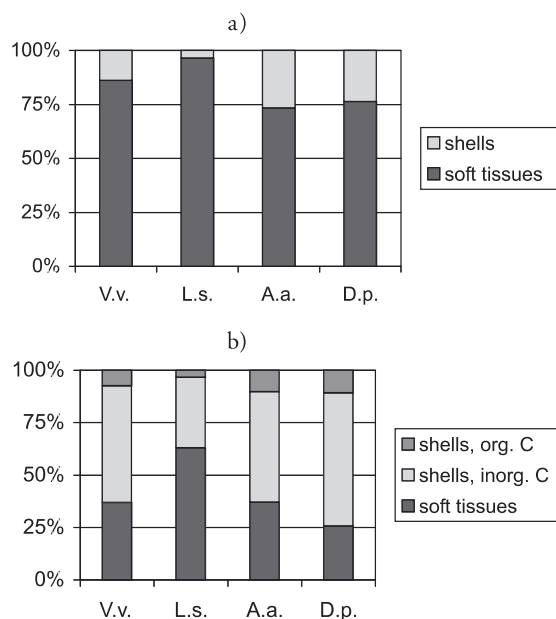 a)
100%
75%
50%
25%
0%
V.v. L.s. A.a. D.p.
shells
soft tissues
b)
100%
75%
50%
25%
0%
V.v. L.s. A.a. D.p.
shells, org. C
shells, inorg. C
soft tissues